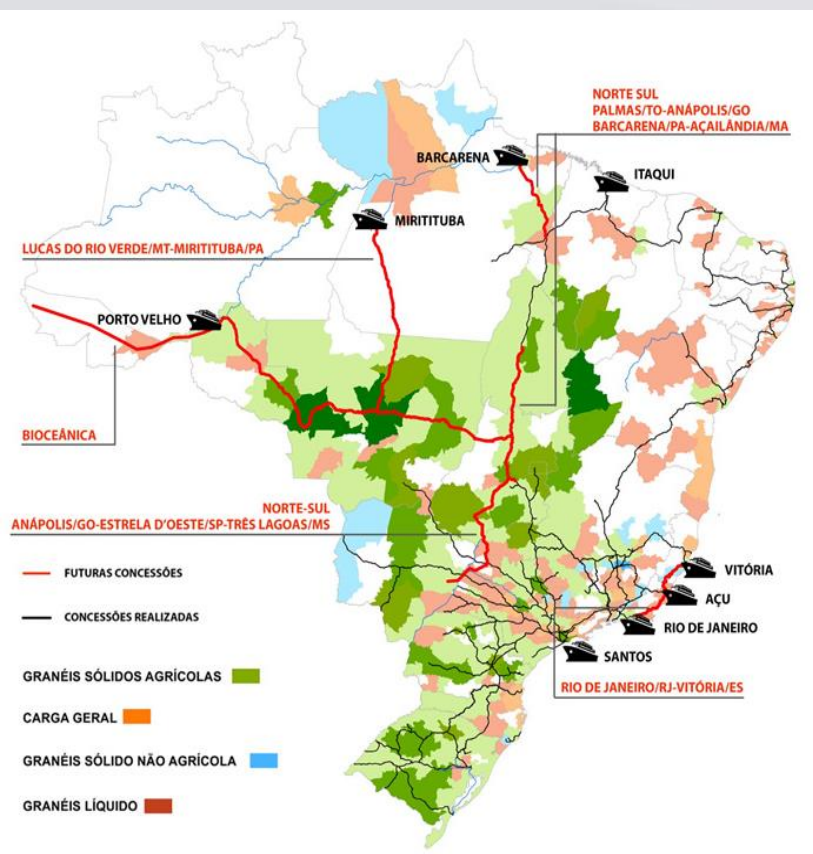 NORTE SUL
PALMAS/TO-ANÁPOLIS/GO
BARCARENA/PA-AÇAILÂNDIA/MA
BARCARENA
ITAQUI
MIRITITUBA
LUCAS DO RIO VERDE/MT-MIRITITUBA/PA
PORTO VELHO
BIOCEÂNICA
NORTE-SUL
ANÁPOLIS/GO-ESTRELA D'OESTE/SP-TRÊS LAGOAS/MS
FUTURAS CONCESSÕES
CONCESSÕES REALIZADAS
VITÓRIA
AÇU
RIO DE JANEIRO
SANTOS
RIO DE JANEIRO/RJ-VITÓRIA/ES
GRANÉIS SÓLIDOS AGRÍCOLAS
CARGA GERAL
GRANÉIS SÓLIDO NÃO AGRÍCOLA
GRANÉIS LÍQUIDO